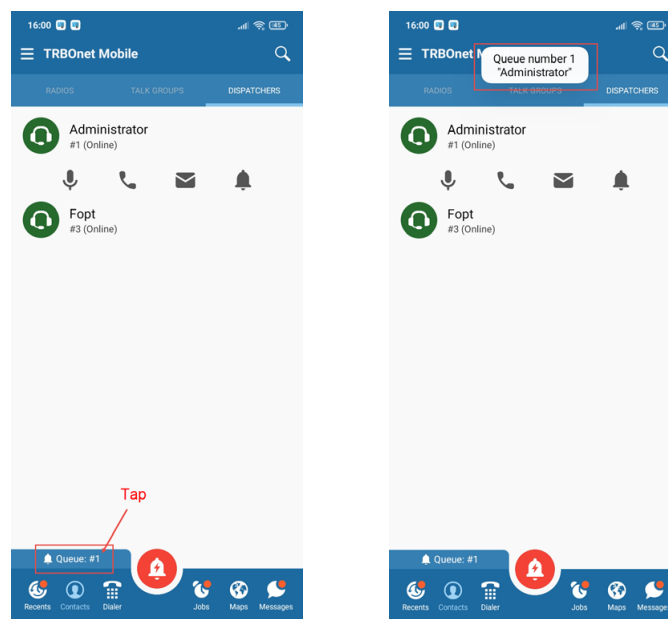 16:00
45
TRBOnet Mobile
RADIOS TALK GROUPS DISPATCHERS
Administrator
#1 (Online)
Fopt
#3 (Online)
Tap
Queue: #1
Recents Contacts Dialer Jobs Maps Messages
16:00
45
TRBOnet M
Queue number 1
"Administrator"
RADIOS TALK GROUPS DISPATCHERS
Administrator
#1 (Online)
Fopt
#3 (Online)
Queue: #1
Recents Contacts Dialer Jobs Maps Message